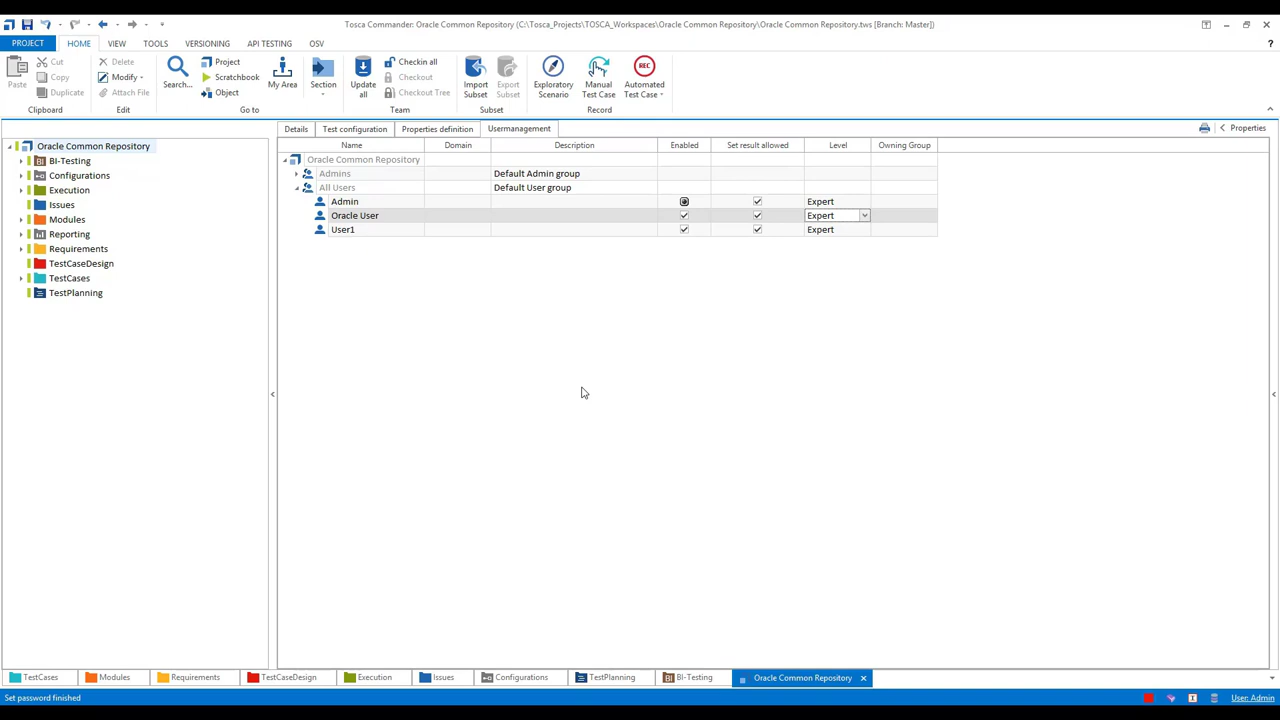 Tosca Commander: Oracle Common Repository (C:\Tosca_Projects\TOSCA_Workspaces\Oracle Common Repository\Oracle Common Repository.tws [Branch: Master])
PROJECT HOME VIEW TOOLS VERSIONING API TESTING OSV ?
Paste
Cut
Copy
Duplicate
Clipboard
Delete
Modify
Attach File
Edit
Search...
Project
Scratchbook
Object
My Area
Go to
Section
Update all
Checkin all
Checkout
Checkout Tree
Team
Import Subset
Export Subset
Subset
Exploratory Scenario
REC
Manual Test Case
Automated Test Case
Record
Details Test configuration Properties definition Usermanagement
Properties
Oracle Common Repository
BI-Testing
Configurations
Execution
Issues
Modules
Reporting
Requirements
TestCaseDesign
TestCases
TestPlanning
Name Domain Description Enabled Set result allowed Level Owning Group
Oracle Common Repository
Admins Default Admin group
All Users Default User group
Admin Expert
Oracle User Expert
User1 Expert
TestCases Modules Requirements TestCaseDesign Execution Issues Configurations TestPlanning BI-Testing Oracle Common Repository
Set password finished
User: Admin